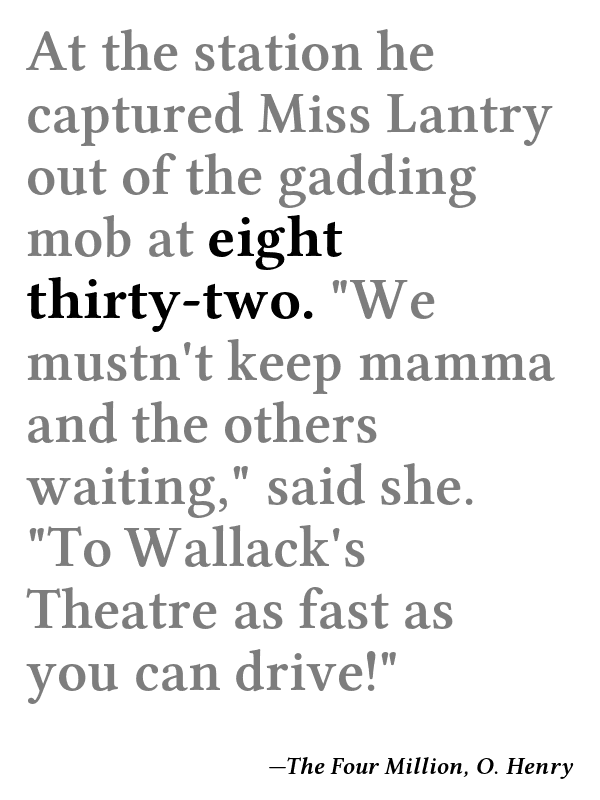 At the station he
captured Miss Lantry
out of the gadding
mob at eight
thirty-two. "We
mustn't keep mamma
and the others
waiting," said she.
"To Wallack's
Theatre as fast as
you can drive!"
—The Four Million, O. Henry